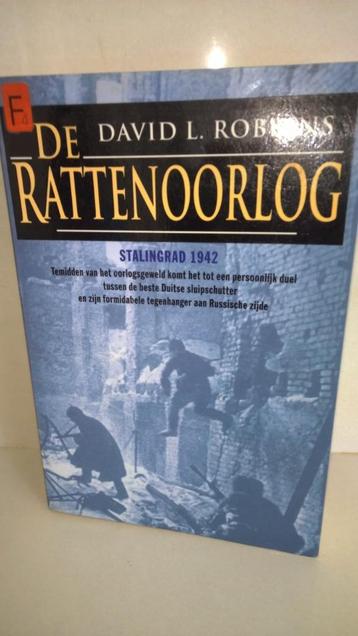 F4
DAVID L. ROBBINS
DE
RATTENOORLOG
STALINGRAD 1942
Temidden van het oorlogsgeweld komt het tot een persoonlijk duel
tussen de beste Duitse sluipschutter
en zijn formidabele tegenhanger aan Russische zijde